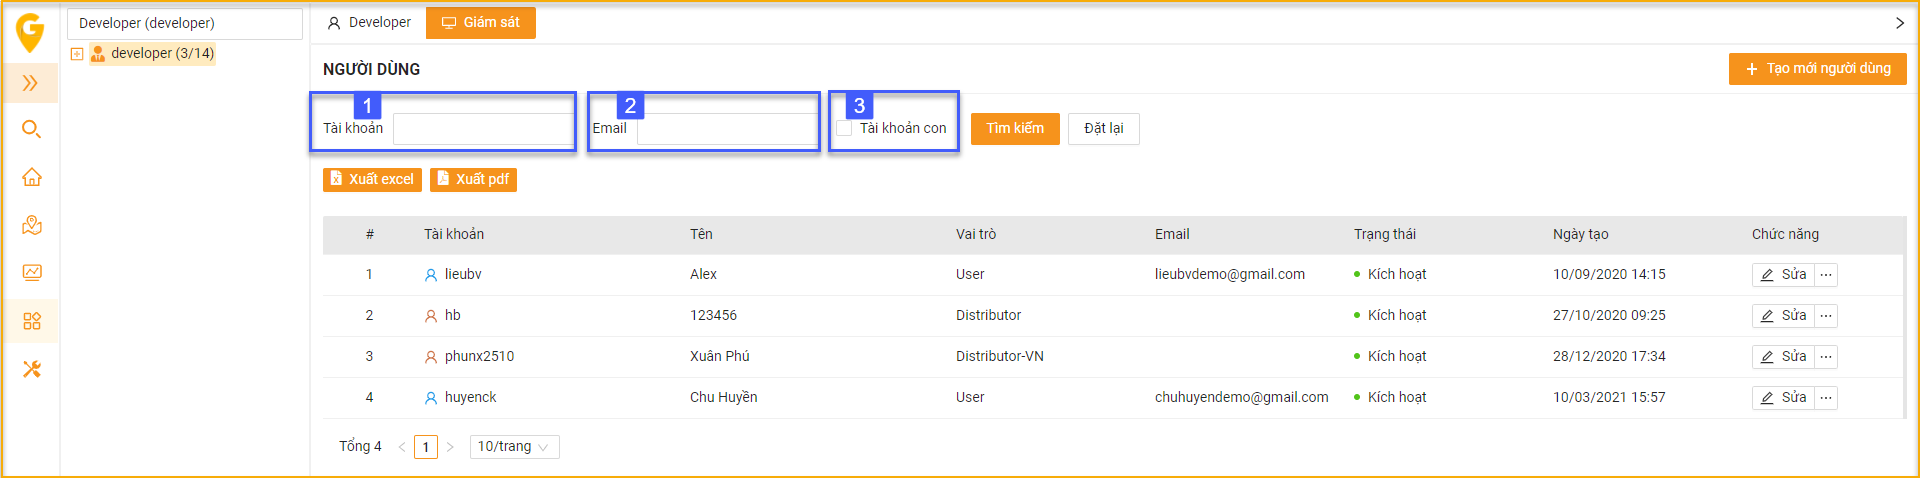 G
Developer (developer)
developer (3/14)
Developer
Giám sát
NGƯỜI DÙNG
Tạo mới người dùng
1
2
3
Tài khoản
Email
Tài khoản con
Tìm kiếm
Đặt lại
Xuất excel
Xuất pdf
# Tài khoản Tên Vai trò Email Trạng thái Ngày tạo Chức năng
1 lieubv Alex User lieubvdemo@gmail.com Kích hoạt 10/09/2020 14:15 Sửa ...
2 hb 123456 Distributor Kích hoạt 27/10/2020 09:25 Sửa ...
3 phunx2510 Xuân Phú Distributor-VN Kích hoạt 28/12/2020 17:34 Sửa ...
4 huyenck Chu Huyền User chuhuyendemo@gmail.com Kích hoạt 10/03/2021 15:57 Sửa ...
Tổng 4 < 1 > 10/trang